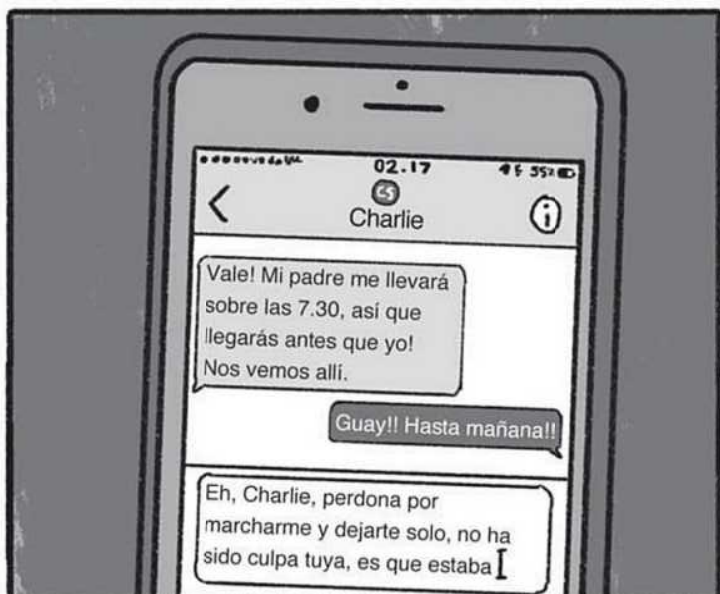 02.17
55%
CS
Charlie
i
Vale! Mi padre me llevará
sobre las 7.30, así que
llegarás antes que yo!
Nos vemos allí.
Guay!! Hasta mañana!!
Eh, Charlie, perdona por
marcharme y dejarte solo, no ha
sido culpa tuya, es que estaba